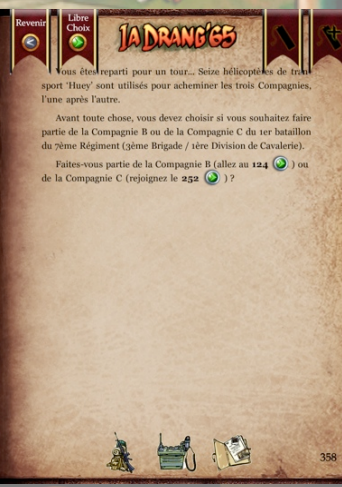 Revenir
Libre
Choix
IA DRANG'65
Vous êtes reparti pour un tour... Seize hélicoptères de tran-
sport 'Huey' sont utilisés pour acheminer les trois Compagnies,
l'une après l'autre.
Avant toute chose, vous devez choisir si vous souhaitez faire
partie de la Compagnie B ou de la Compagnie C du 1er bataillon
du 7ème Régiment (3ème Brigade / 1ère Division de Cavalerie).
Faites-vous partie de la Compagnie B (allez au 124 ) ou
de la Compagnie C (rejoignez le 252 ) ?
358